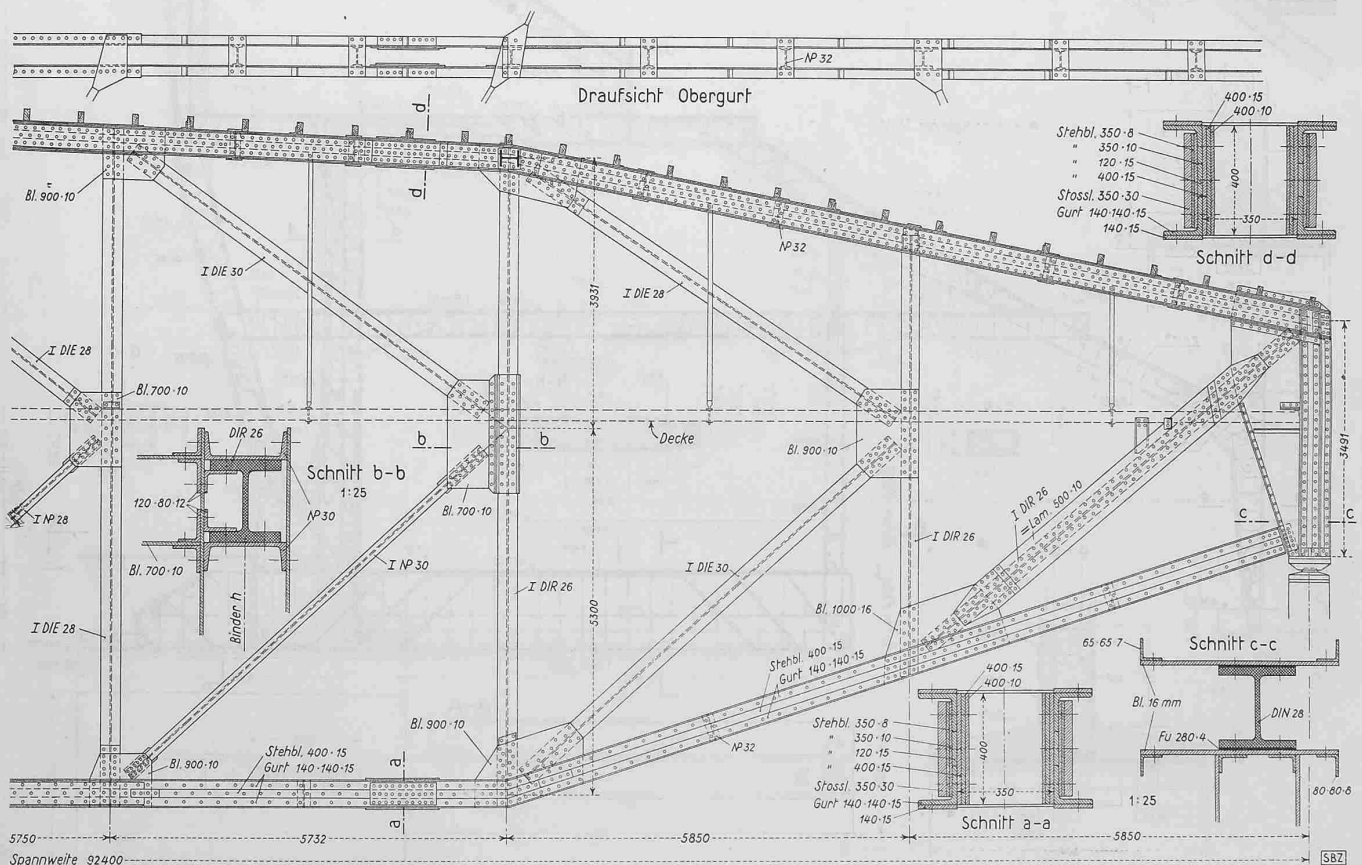 NP 32
Draufsicht Obergurt
d
d
Bl. 900·10
I DIE 30
3931
I DIE 28
NP 32
400·15
400·10
Stehbl. 350·8
" 350·10
" 120·15
" 400·15
Stossl. 350·30
Gurt 140·140·15
140·15
400
350
Schnitt d-d
I DIE 28
Bl. 700·10
DIR 26
Schnitt b-b
1:25
120·80·12
NP 30
Bl. 700·10
Binder h
I NP 28
I DIE 28
b
b
Bl. 700·10
Decke
Bl. 900·10
I NP 30
I DIR 26
5300
I DIE 30
I DIR 26
I DIR 26
=Lam. 500·10
3491
c
c
Bl. 1000·16
Stehbl. 400·15
Gurt 140·140·15
NP 32
Bl. 900·10
Stehbl. 400·15
Gurt 140·140·15
Bl. 900·10
a
a
400·15
400·10
Stehbl. 350·8
" 350·10
" 120·15
" 400·15
Stossl. 350·30
Gurt 140·140·15
140·15
400
350
Schnitt a-a
65·65·7
Schnitt c-c
Bl. 16 mm
DIN 28
Fu 280·4
1:25
80·80·8
5750
5732
5850
5850
Spannweite 92400
SBZ